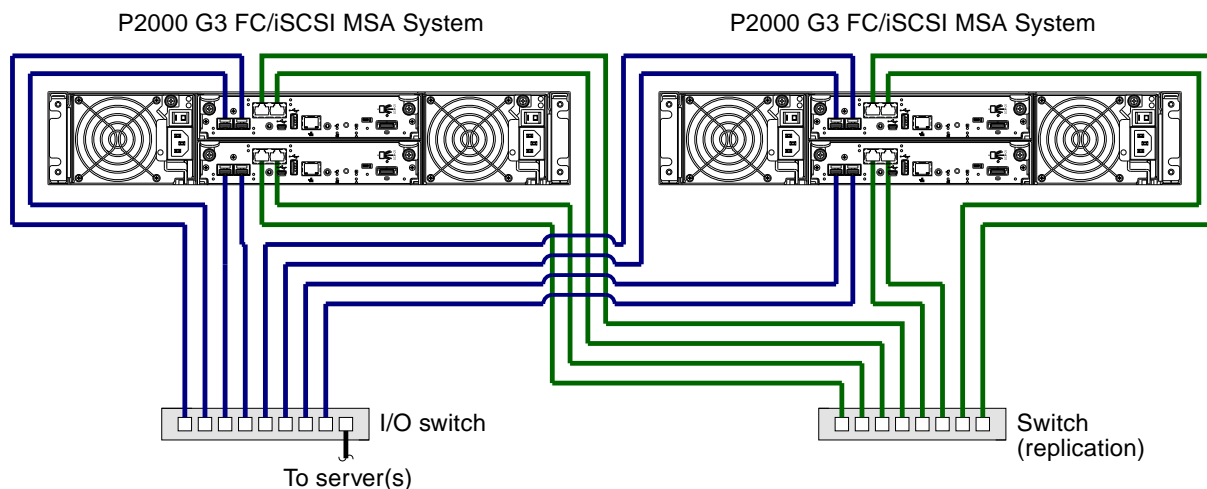 P2000 G3 FC/iSCSI MSA System
P2000 G3 FC/iSCSI MSA System
I/O switch
To server(s)
Switch
(replication)